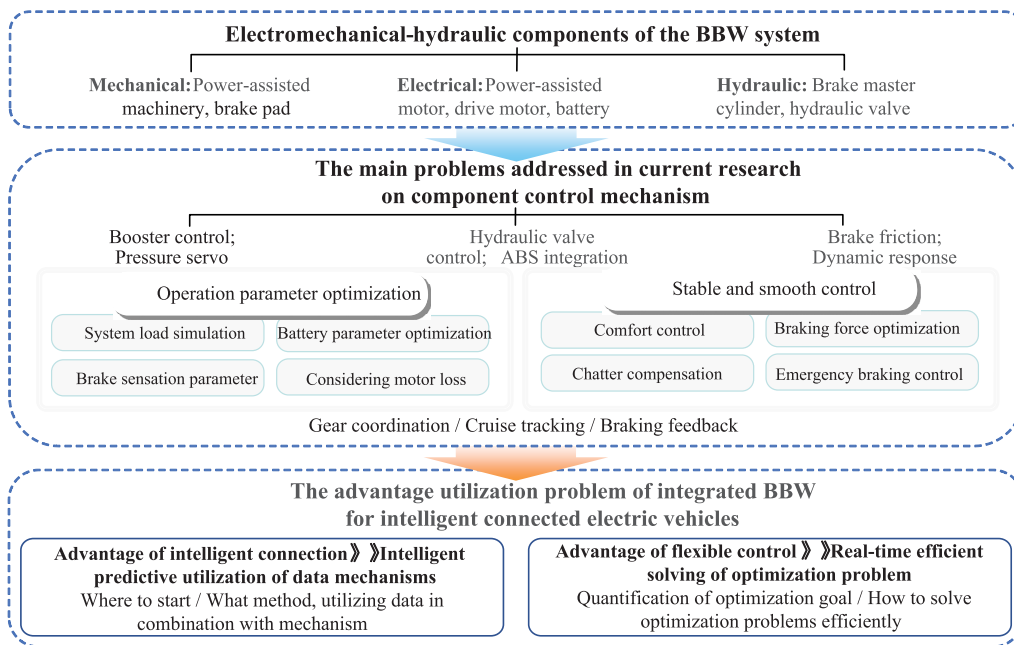 Electromechanical-hydraulic components of the BBW system
Mechanical: Power-assisted
machinery, brake pad
Electrical: Power-assisted
motor, drive motor, battery
Hydraulic: Brake master
cylinder, hydraulic valve
The main problems addressed in current research
on component control mechanism
Booster control;
Pressure servo
Hydraulic valve
control; ABS integration
Brake friction;
Dynamic response
Operation parameter optimization
System load simulation
Battery parameter optimization
Brake sensation parameter
Considering motor loss
Stable and smooth control
Comfort control
Braking force optimization
Chatter compensation
Emergency braking control
Gear coordination / Cruise tracking / Braking feedback
The advantage utilization problem of integrated BBW
for intelligent connected electric vehicles
Advantage of intelligent connection》》Intelligent
predictive utilization of data mechanisms
Where to start / What method, utilizing data in
combination with mechanism
Advantage of flexible control》》Real-time efficient
solving of optimization problem
Quantification of optimization goal / How to solve
optimization problems efficiently